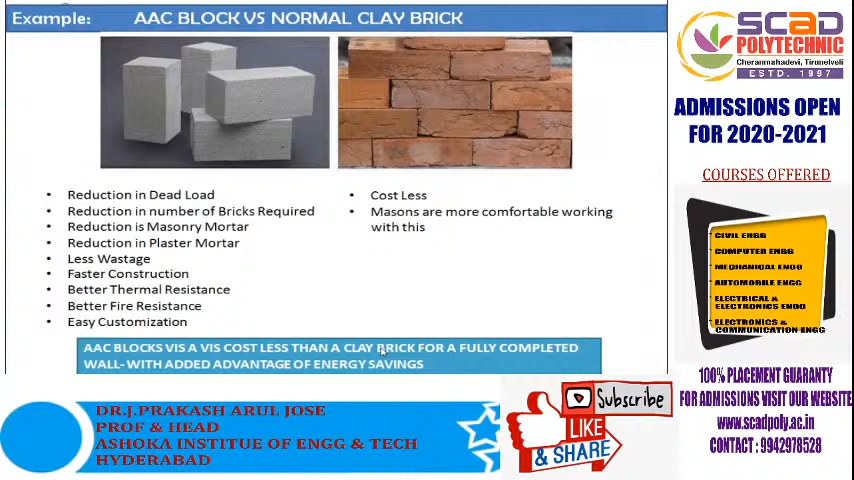 Example: AAC BLOCK VS NORMAL CLAY BRICK
• Reduction in Dead Load
• Reduction in number of Bricks Required
• Reduction is Masonry Mortar
• Reduction in Plaster Mortar
• Less Wastage
• Faster Construction
• Better Thermal Resistance
• Better Fire Resistance
• Easy Customization
• Cost Less
• Masons are more comfortable working
with this
AAC BLOCKS VIS A VIS COST LESS THAN A CLAY BRICK FOR A FULLY COMPLETED
WALL- WITH ADDED ADVANTAGE OF ENERGY SAVINGS
DR.J.PRAKASH ARUL JOSE
PROF & HEAD
ASHOKA INSTITUE OF ENGG & TECH
HYDERABAD
Subscribe
LIKE
& SHARE
SCAD
POLYTECHNIC
Cheranmahadevi, Tirunelveli
ESTD. 1997
ADMISSIONS OPEN
FOR 2020-2021
COURSES OFFERED
CIVIL ENGG
COMPUTER ENGG
MECHANICAL ENGG
AUTOMOBILE ENGG
ELECTRICAL &
ELECTRONICS ENGG
ELECTRONICS &
COMMUNICATION ENGG
100% PLACEMENT GUARANTY
FOR ADMISSIONS VISIT OUR WEBSITE
www.scadpoly.ac.in
CONTACT : 9942978528